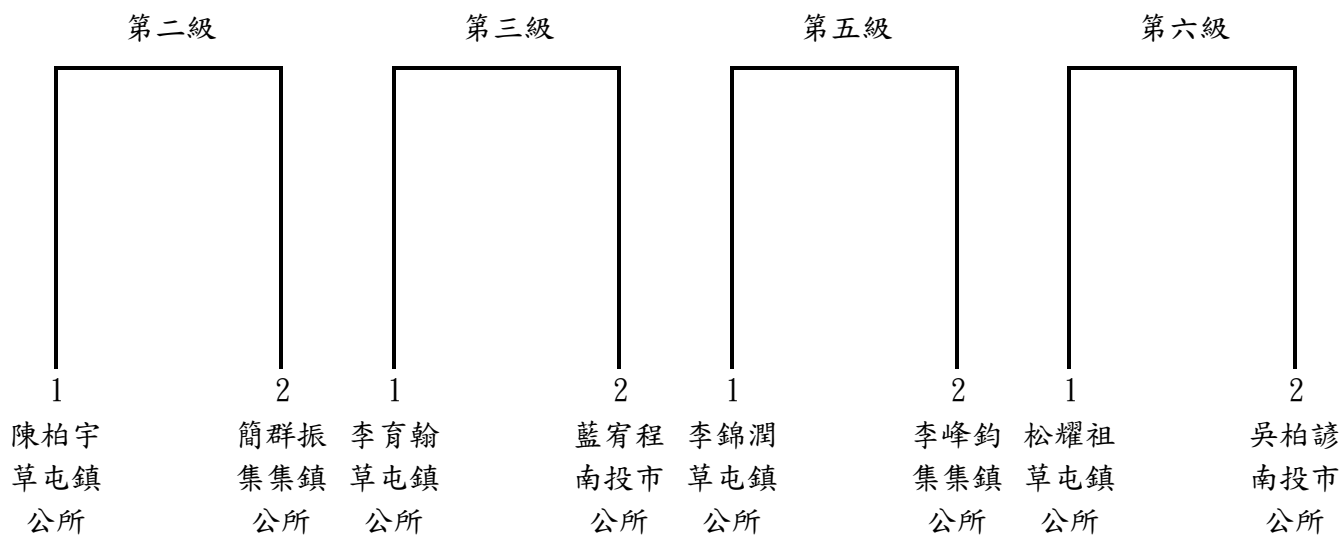 第二級 第三級 第五級 第六級
1 2 1 2 1 2 1 2
陳柏宇 簡群振 李育翰 藍宥程 李錦潤 李峰鈞 松耀祖 吳柏諺
草屯鎮 集集鎮 草屯鎮 南投市 草屯鎮 集集鎮 草屯鎮 南投市
公所 公所 公所 公所 公所 公所 公所 公所